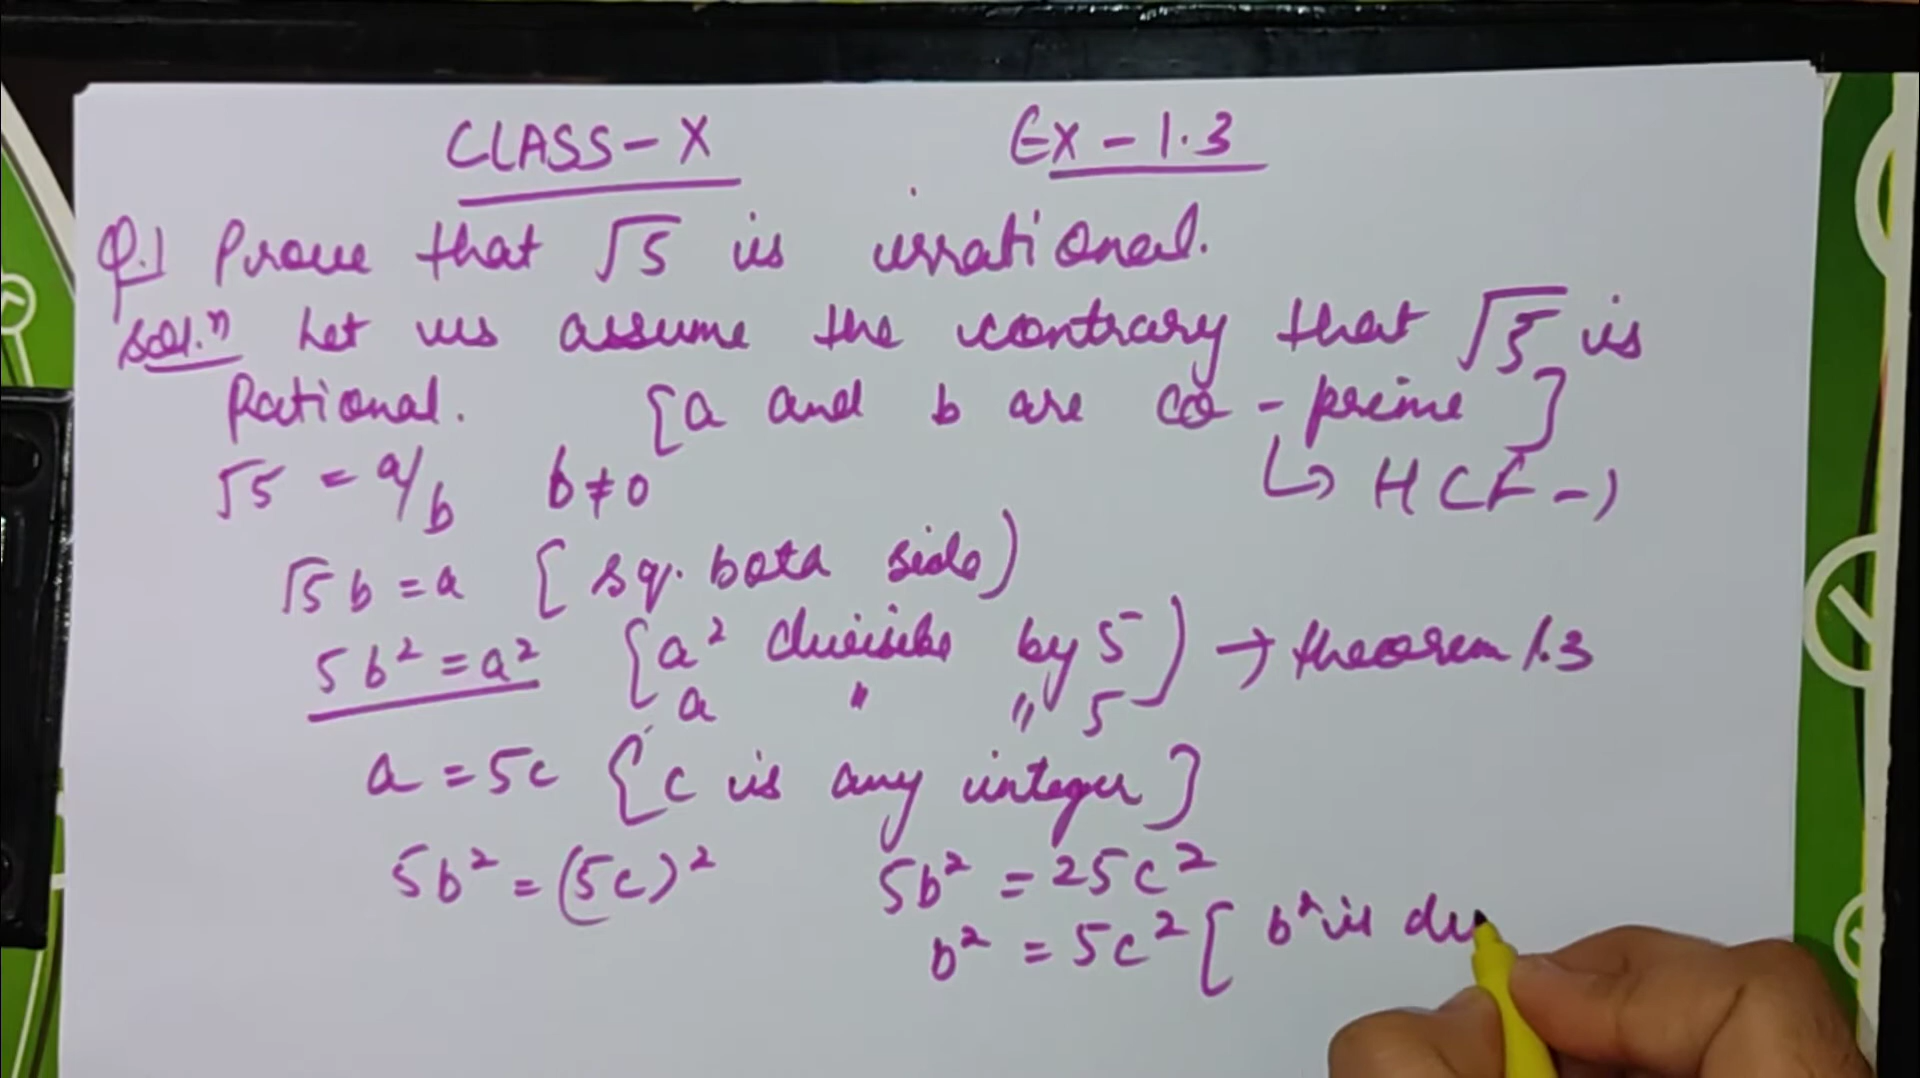 CLASS-X Ex-1.3
Q.1 Prove that √5 is irrational.
Sol.ⁿ Let us assume the contrary that √5 is
Rational. [a and b are co-prime]
√5 = a/b b≠0 ↳ HCF-1
√5 b = a [sq. both side)
5b² = a² {a² divisible by 5) → theorem 1.3
a " " 5
a = 5c {c is any integer]
5b² = (5c)² 5b² = 25c²
b² = 5c² [ b² is div